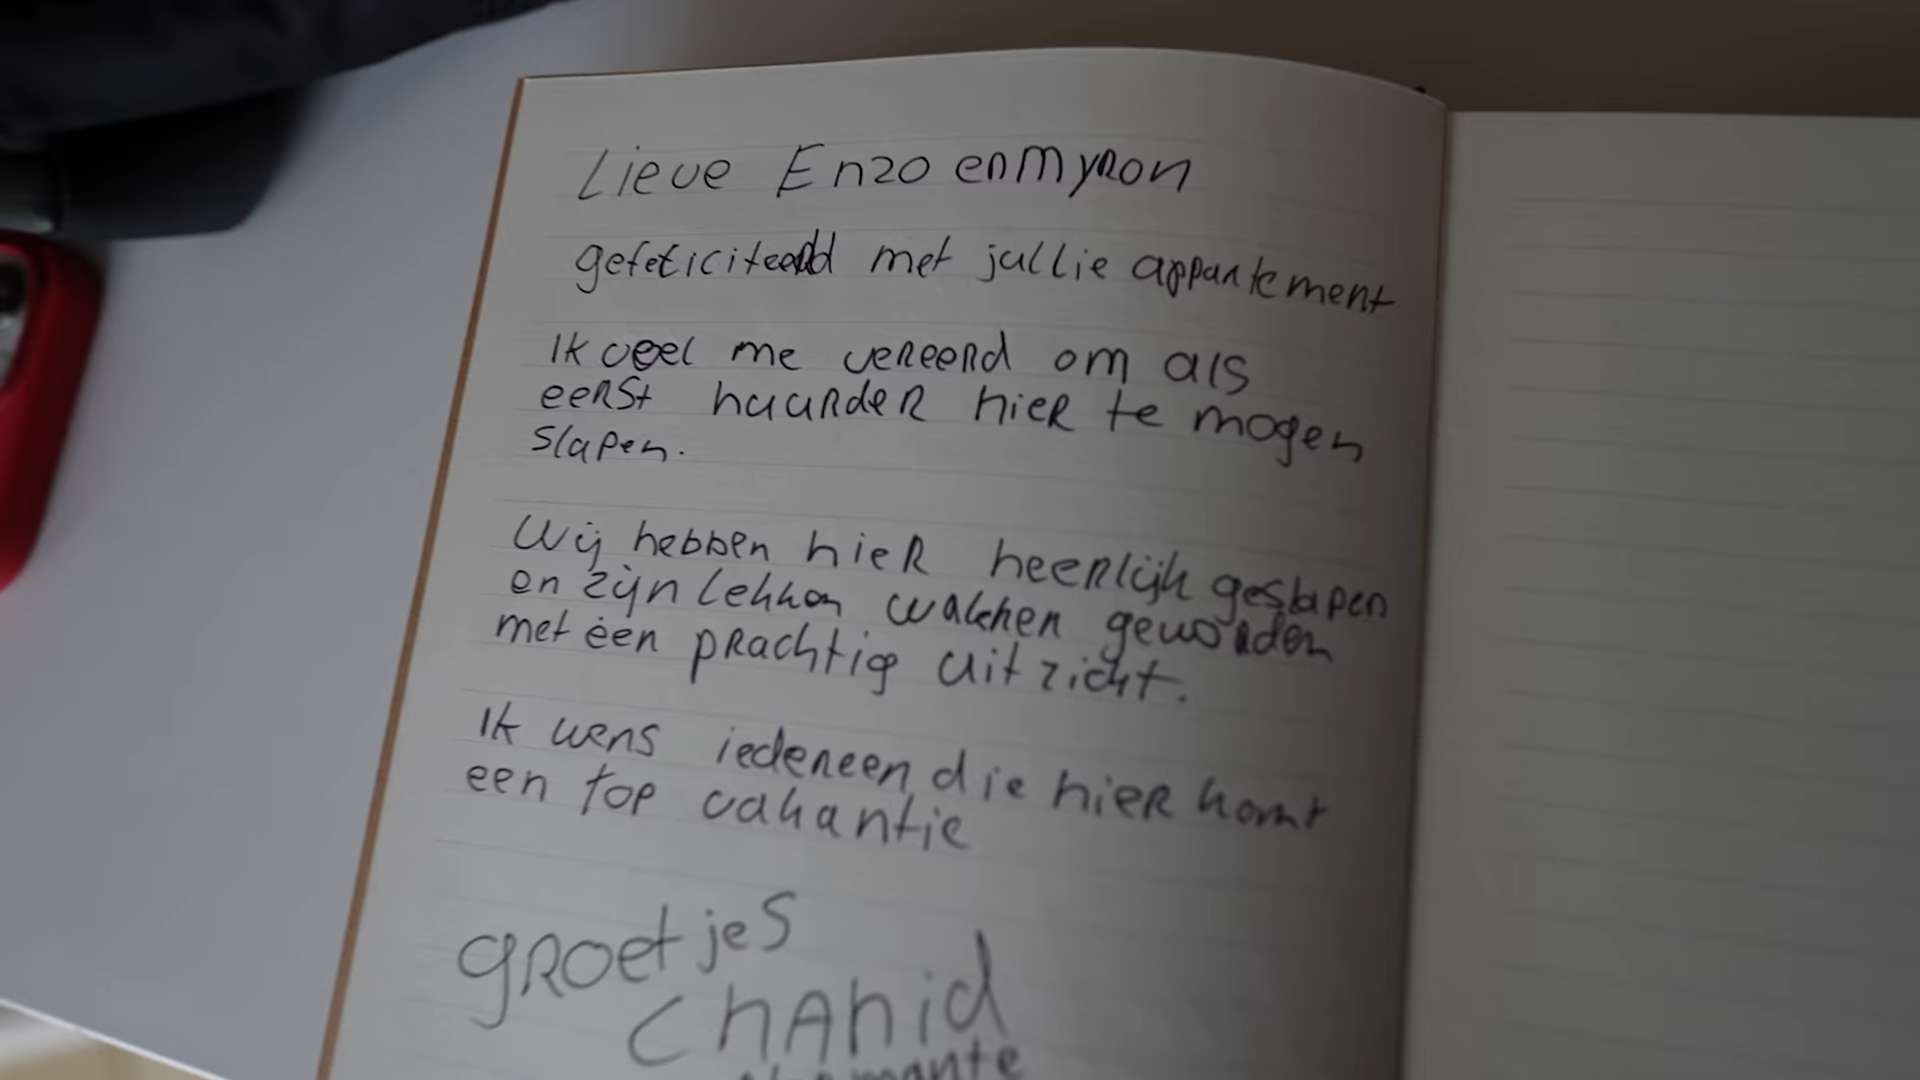 Lieve Enzo en Myron
gefeliciteerd met jullie appartement
Ik voel me vereerd om als
eerst huurder hier te mogen
slapen.
Wij hebben hier heerlijk geslapen
en zijn lekker wakker geworden
met een prachtig uitzicht.
Ik wens iedereen die hier komt
een top vakantie
groetjes
Chahid